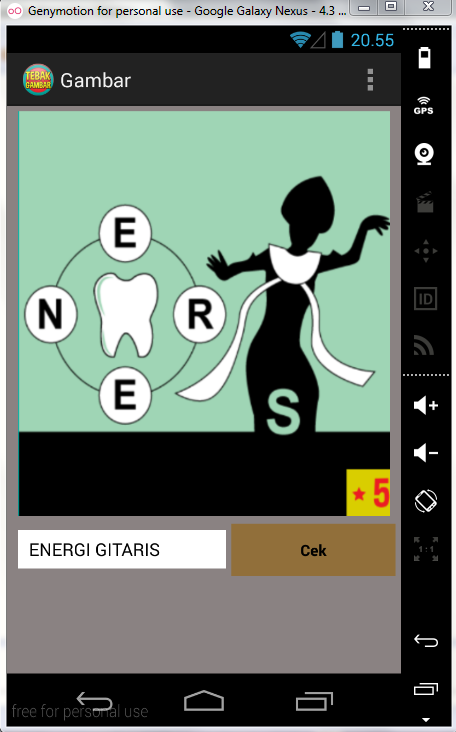 Genymotion for personal use - Google Galaxy Nexus - 4.3 ...
20.55
TEBAK
GAMBAR
Gambar
GPS
E
N
R
E
S
5
ID
1:1
ENERGI GITARIS
Cek
free for personal use